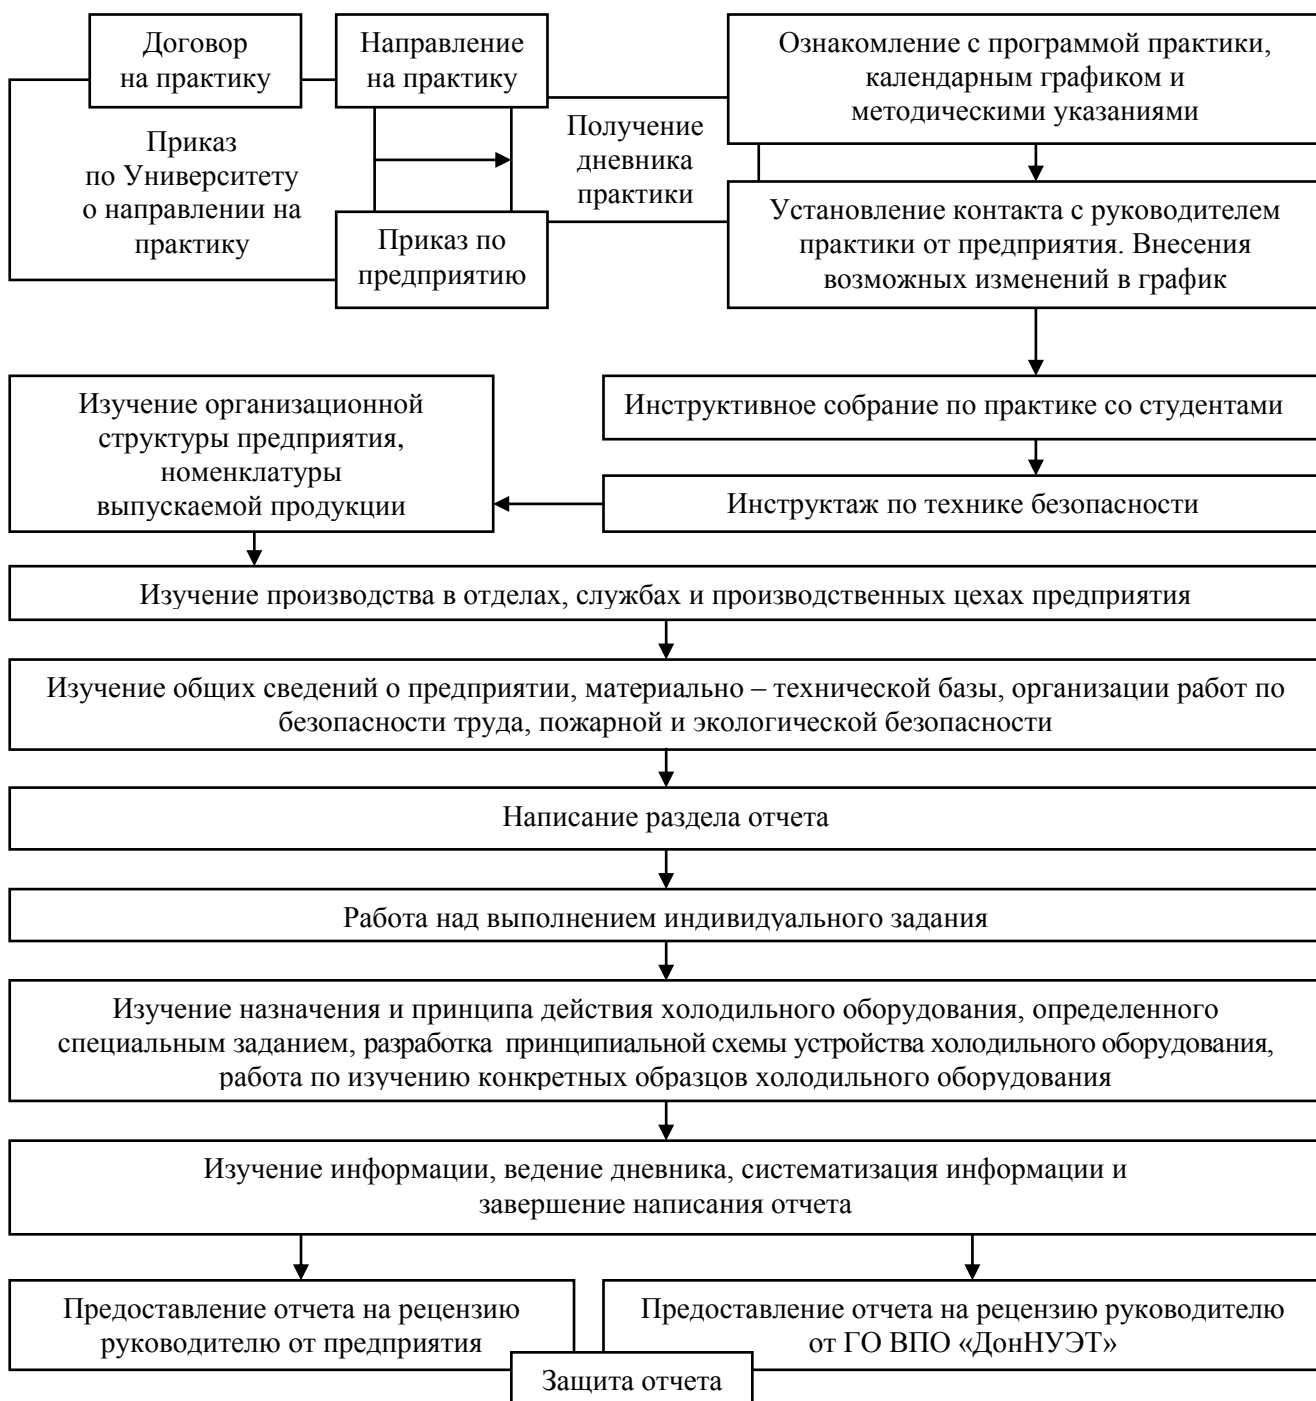 Договор
на практику
Направление
на практику
Приказ
по Университету
о направлении на
практику
Приказ по
предприятию
Получение
дневника
практики
Ознакомление с программой практики,
календарным графиком и
методическими указаниями
Установление контакта с руководителем
практики от предприятия. Внесения
возможных изменений в график
Инструктивное собрание по практике со студентами
Инструктаж по технике безопасности
Изучение организационной
структуры предприятия,
номенклатуры
выпускаемой продукции
Изучение производства в отделах, службах и производственных цехах предприятия
Изучение общих сведений о предприятии, материально – технической базы, организации работ по
безопасности труда, пожарной и экологической безопасности
Написание раздела отчета
Работа над выполнением индивидуального задания
Изучение назначения и принципа действия холодильного оборудования, определенного
специальным заданием, разработка принципиальной схемы устройства холодильного оборудования,
работа по изучению конкретных образцов холодильного оборудования
Изучение информации, ведение дневника, систематизация информации и
завершение написания отчета
Предоставление отчета на рецензию
руководителю от предприятия
Предоставление отчета на рецензию руководителю
от ГО ВПО «ДонНУЭТ»
Защита отчета